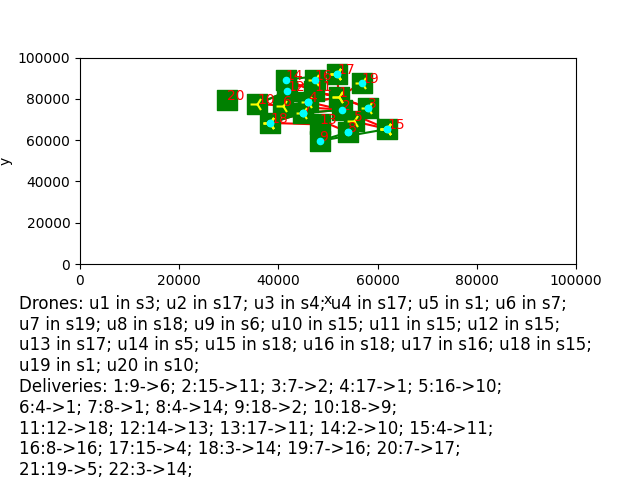 100000
80000
60000
40000
20000
0
y
0 20000 40000 60000 80000 100000
x
17
19
15
20
Drones: u1 in s3; u2 in s17; u3 in s4; u4 in s17; u5 in s1; u6 in s7;
u7 in s19; u8 in s18; u9 in s6; u10 in s15; u11 in s15; u12 in s15;
u13 in s17; u14 in s5; u15 in s18; u16 in s18; u17 in s16; u18 in s15;
u19 in s1; u20 in s10;
Deliveries: 1:9->6; 2:15->11; 3:7->2; 4:17->1; 5:16->10;
6:4->1; 7:8->1; 8:4->14; 9:18->2; 10:18->9;
11:12->18; 12:14->13; 13:17->11; 14:2->10; 15:4->11;
16:8->16; 17:15->4; 18:3->14; 19:7->16; 20:7->17;
21:19->5; 22:3->14;